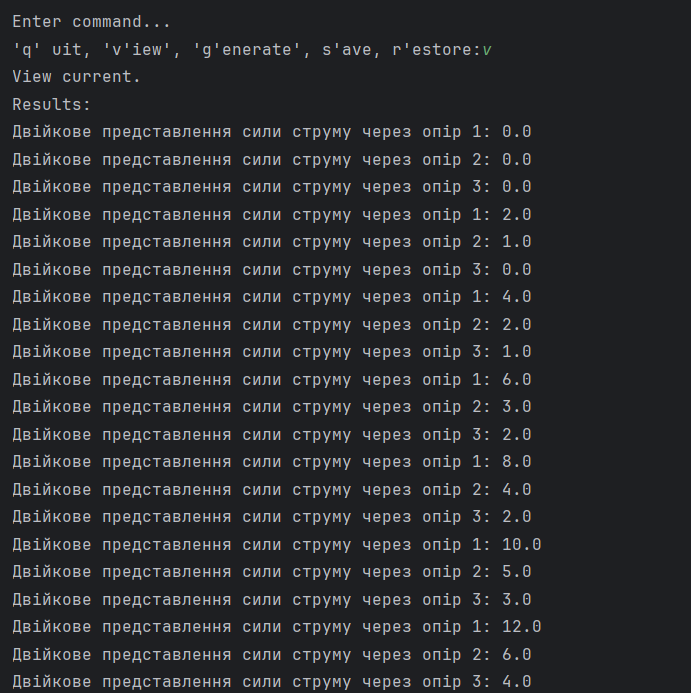 Enter command...
'q' uit, 'v'iew', 'g'enerate', s'ave, r'estore:v
View current.
Results:
Двійкове представлення сили струму через опір 1: 0.0
Двійкове представлення сили струму через опір 2: 0.0
Двійкове представлення сили струму через опір 3: 0.0
Двійкове представлення сили струму через опір 1: 2.0
Двійкове представлення сили струму через опір 2: 1.0
Двійкове представлення сили струму через опір 3: 0.0
Двійкове представлення сили струму через опір 1: 4.0
Двійкове представлення сили струму через опір 2: 2.0
Двійкове представлення сили струму через опір 3: 1.0
Двійкове представлення сили струму через опір 1: 6.0
Двійкове представлення сили струму через опір 2: 3.0
Двійкове представлення сили струму через опір 3: 2.0
Двійкове представлення сили струму через опір 1: 8.0
Двійкове представлення сили струму через опір 2: 4.0
Двійкове представлення сили струму через опір 3: 2.0
Двійкове представлення сили струму через опір 1: 10.0
Двійкове представлення сили струму через опір 2: 5.0
Двійкове представлення сили струму через опір 3: 3.0
Двійкове представлення сили струму через опір 1: 12.0
Двійкове представлення сили струму через опір 2: 6.0
Двійкове представлення сили струму через опір 3: 4.0